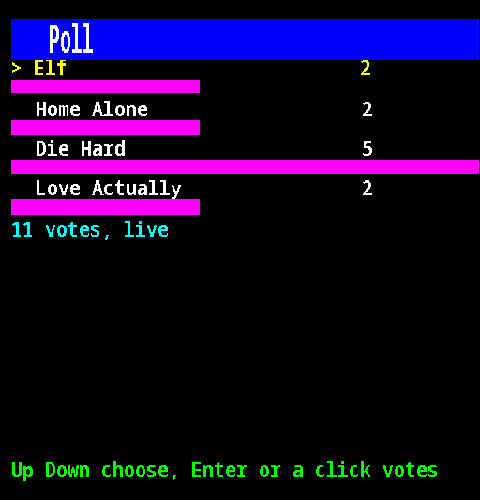 Poll
> Elf 2
Home Alone 2
Die Hard 5
Love Actually 2
11 votes, live
Up Down choose, Enter or a click votes